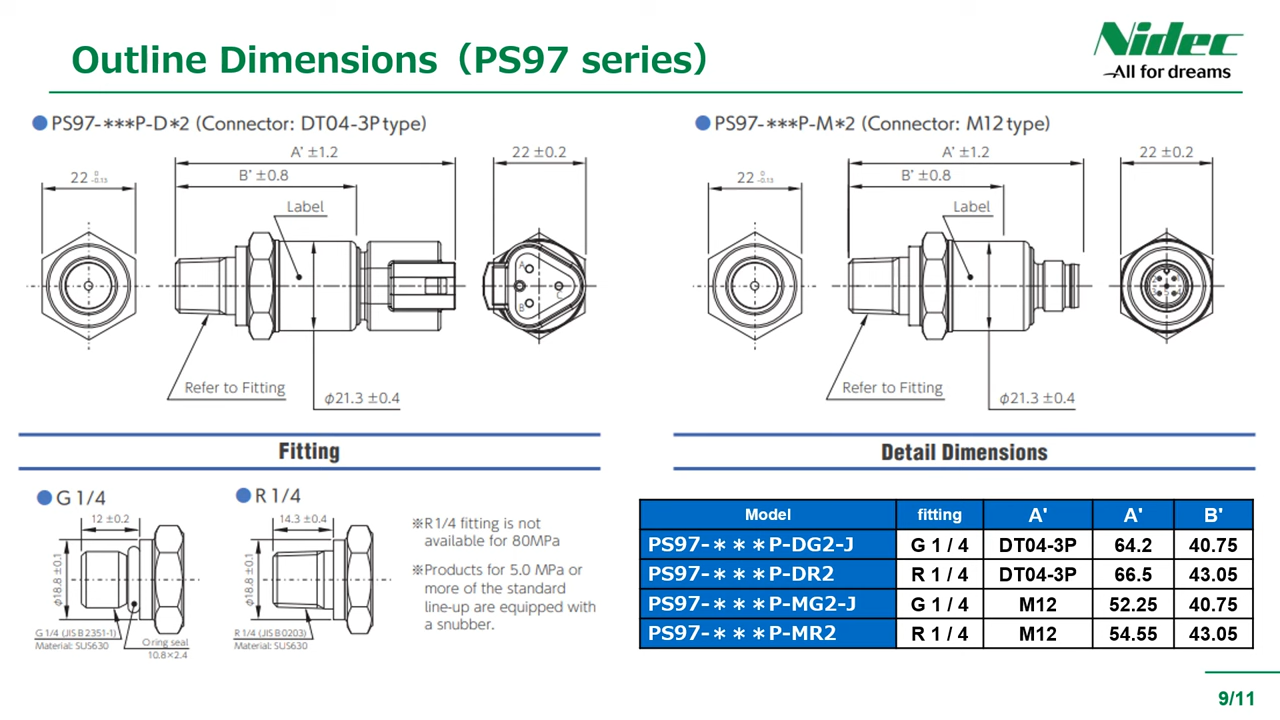 Outline Dimensions（PS97 series）
Nidec
All for dreams
●PS97-***P-D*2 (Connector: DT04-3P type)
A' ±1.2
22 ±0.2
22 0 -0.13
B' ±0.8
Label
A
B
C
Refer to Fitting
φ21.3 ±0.4
●PS97-***P-M*2 (Connector: M12 type)
A' ±1.2
22 ±0.2
22 0 -0.13
B' ±0.8
Label
Refer to Fitting
φ21.3 ±0.4
Fitting
●G 1/4
12 ±0.2
φ18.8 ±0.1
G 1/4 (JIS B 2351-1)
Material: SUS630
O ring seal
10.8×2.4
●R 1/4
14.3 ±0.4
φ18.8 ±0.1
R 1/4 (JIS B 0203)
Material: SUS630
※R 1/4 fitting is not
available for 80MPa
※Products for 5.0 MPa or
more of the standard
line-up are equipped with
a snubber.
Detail Dimensions
Model fitting A' A' B'
PS97-＊＊＊P-DG2-J G 1 / 4 DT04-3P 64.2 40.75
PS97-＊＊＊P-DR2 R 1 / 4 DT04-3P 66.5 43.05
PS97-＊＊＊P-MG2-J G 1 / 4 M12 52.25 40.75
PS97-＊＊＊P-MR2 R 1 / 4 M12 54.55 43.05
9/11